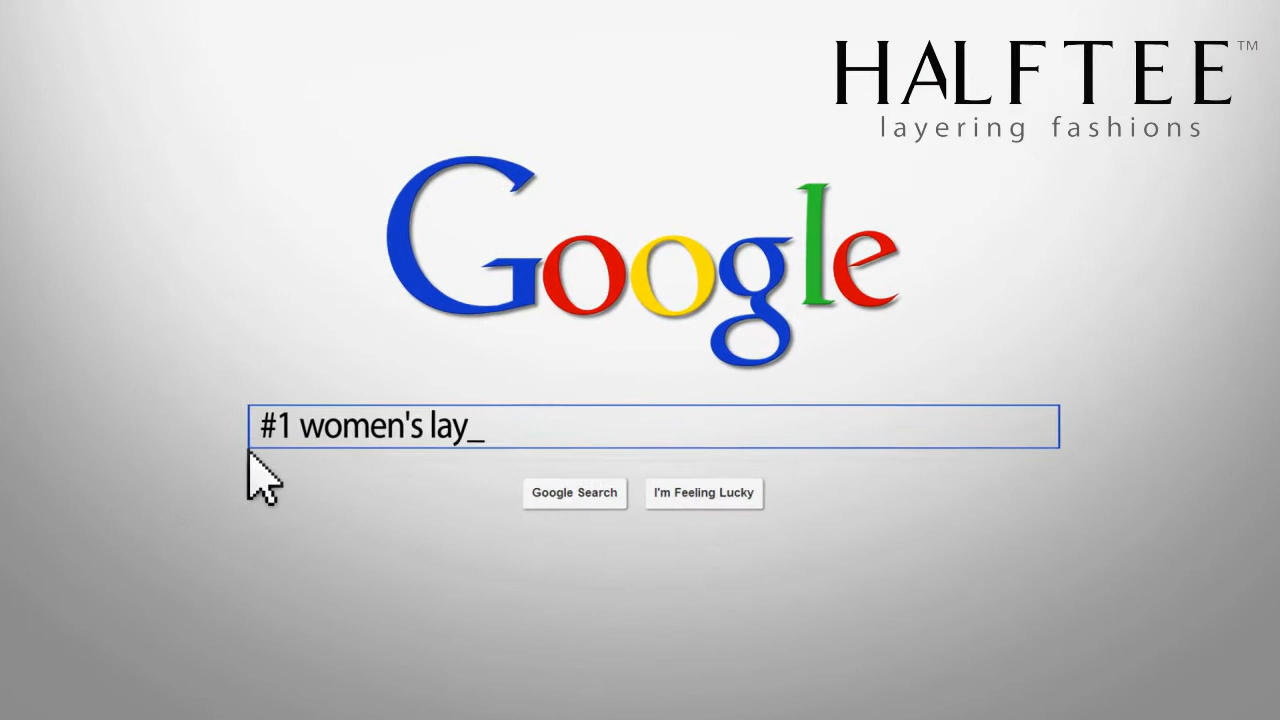 HALFTEE™
layering fashions
Google
#1 women's lay_
Google Search
I'm Feeling Lucky